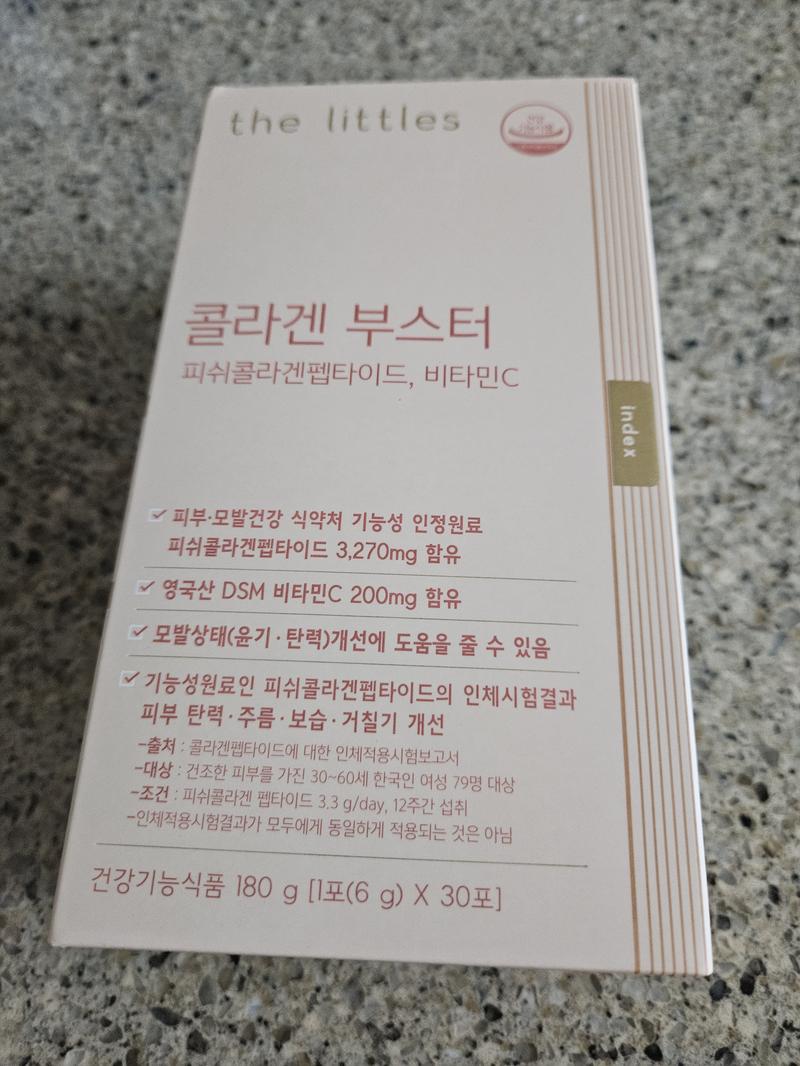 the littles
건강
기능식품
콜라겐 부스터
피쉬콜라겐펩타이드, 비타민C
index
피부·모발건강 식약처 기능성 인정원료
피쉬콜라겐펩타이드 3,270mg 함유
영국산 DSM 비타민C 200mg 함유
모발상태(윤기·탄력)개선에 도움을 줄 수 있음
기능성원료인 피쉬콜라겐펩타이드의 인체시험결과
피부 탄력·주름·보습·거칠기 개선
-출처 : 콜라겐펩타이드에 대한 인체적용시험보고서
-대상 : 건조한 피부를 가진 30~60세 한국인 여성 79명 대상
-조건 : 피쉬콜라겐 펩타이드 3.3 g/day, 12주간 섭취
-인체적용시험결과가 모두에게 동일하게 적용되는 것은 아님
건강기능식품 180 g [1포(6 g) X 30포]